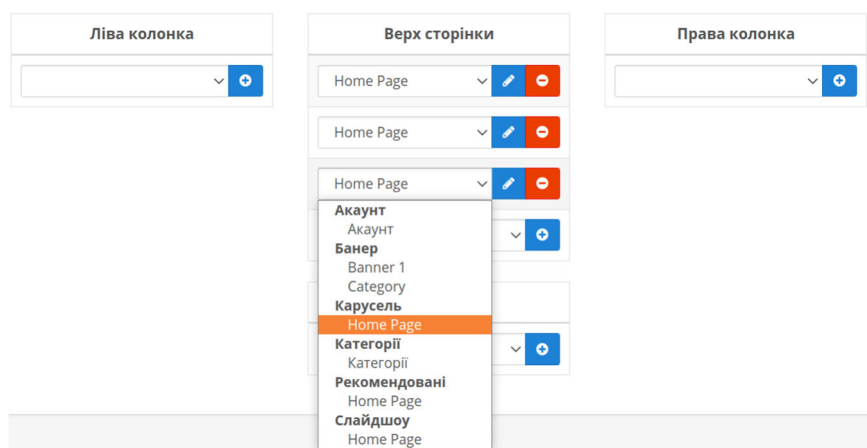 Ліва колонка
Верх сторінки
Права колонка
Home Page
Home Page
Home Page
Акаунт
Акаунт
Банер
Banner 1
Category
Карусель
Home Page
Категорії
Категорії
Рекомендовані
Home Page
Слайдшоу
Home Page